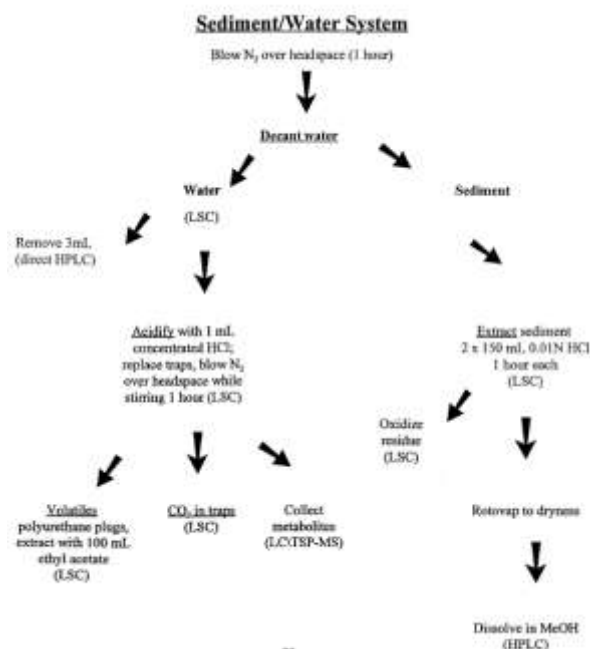 Sediment/Water System
Blow N₂ over headspace (1 hour)
Decant water
Water
(LSC)
Sediment
Remove 3mL
(direct HPLC)
Acidify with 1 mL
concentrated HCl;
replace traps, blow N₂
over headspace while
stirring 1 hour (LSC)
Extract sediment
2 x 150 mL 0.01N HCl
1 hour each
(LSC)
Oxidize
residue
(LSC)
Volatiles
polyurethane plugs,
extract with 100 mL
ethyl acetate
(LSC)
CO₂ in traps
(LSC)
Collect
metabolites
(LC\TSP-MS)
Rotovap to dryness
Dissolve in MeOH
(HPLC)